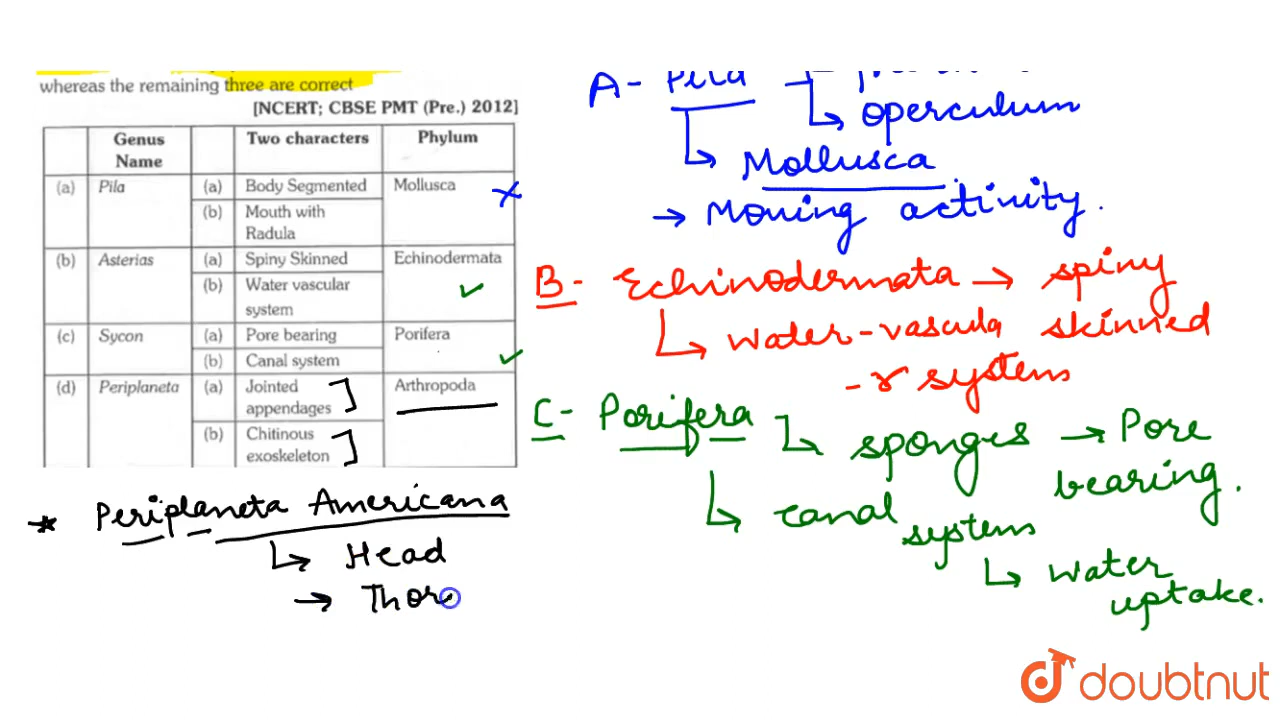 whereas the remaining three are correct
[NCERT; CBSE PMT (Pre.) 2012]
Genus Name Two characters Phylum
(a) Pila (a) Body Segmented Mollusca
(b) Mouth with Radula
(b) Asterias (a) Spiny Skinned Echinodermata
(b) Water vascular system
(c) Sycon (a) Pore bearing Porifera
(b) Canal system
(d) Periplaneta (a) Jointed appendages Arthropoda
(b) Chitinous exoskeleton
* Periplaneta Americana
↳ Head
→ Thor
A- Pila
↳ operculum
↳ Mollusca
→ Moning activity.
B- Echinodermata → spiny
↳ water-vascula skinned
-r system
C- Porifera ↳ sponges → Pore
bearing.
↳ canal
system
↳ water
uptake.
doubtnut